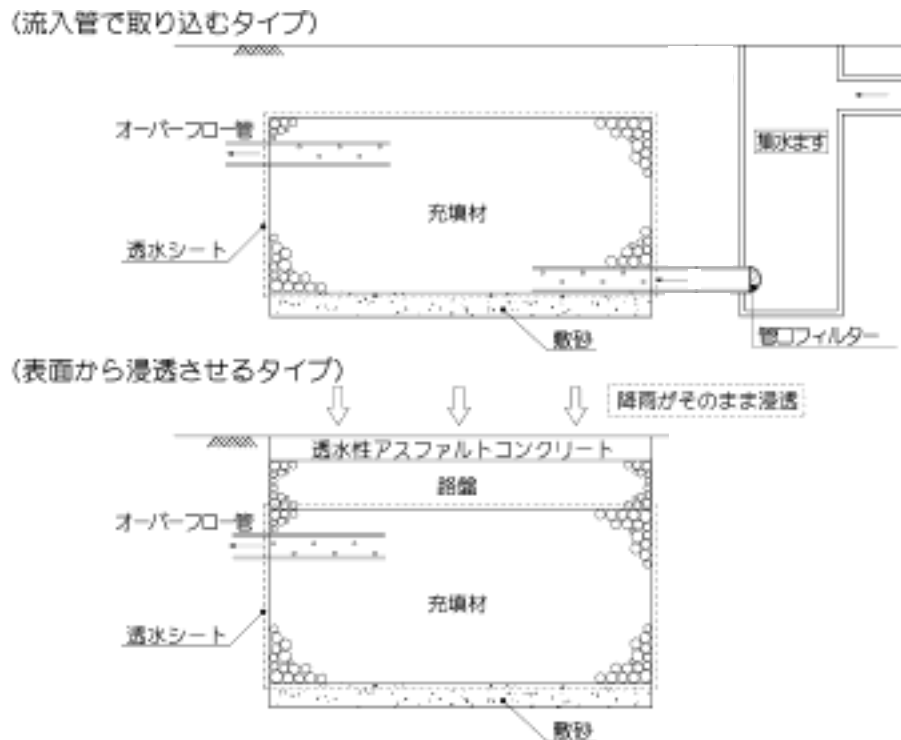 (流入管で取り込むタイプ)
オーバーフロー管
集水ます
充填材
透水シート
敷砂
管口フィルター
(表面から浸透させるタイプ)
降雨がそのまま浸透
透水性アスファルトコンクリート
路盤
オーバーフロー管
充填材
透水シート
敷砂